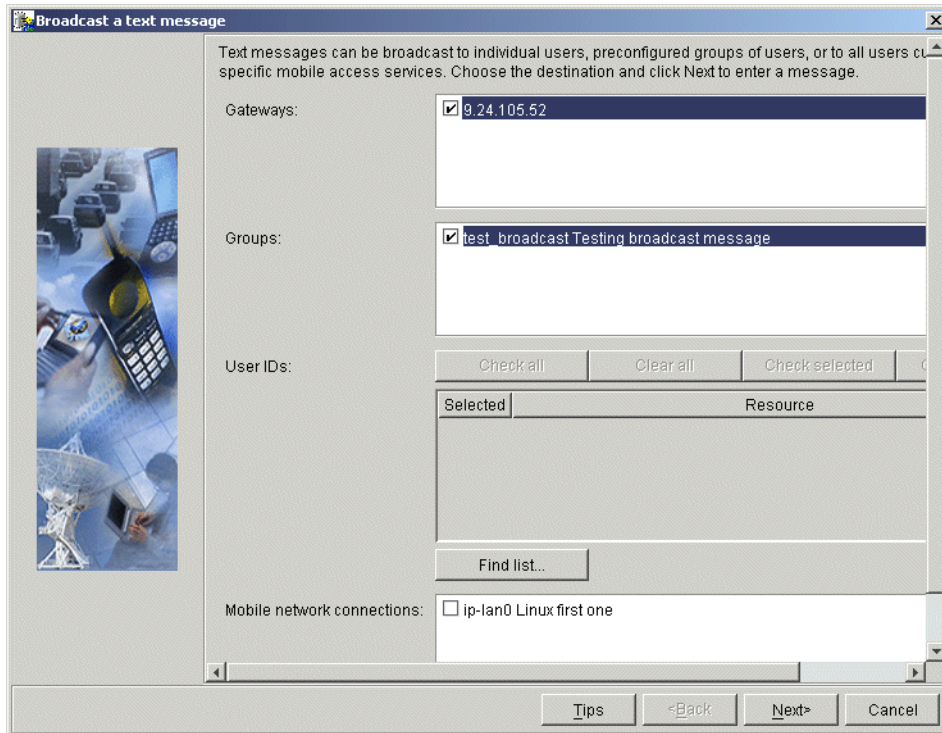 Broadcast a text message
Text messages can be broadcast to individual users, preconfigured groups of users, or to all users
specific mobile access services. Choose the destination and click Next to enter a message.
Gateways:
9.24.105.52
Groups:
test_broadcast Testing broadcast message
User IDs:
Check all
Clear all
Check selected
Selected
Resource
Find list...
Mobile network connections:
ip-lan0 Linux first one
Tips
<Back
Next>
Cancel